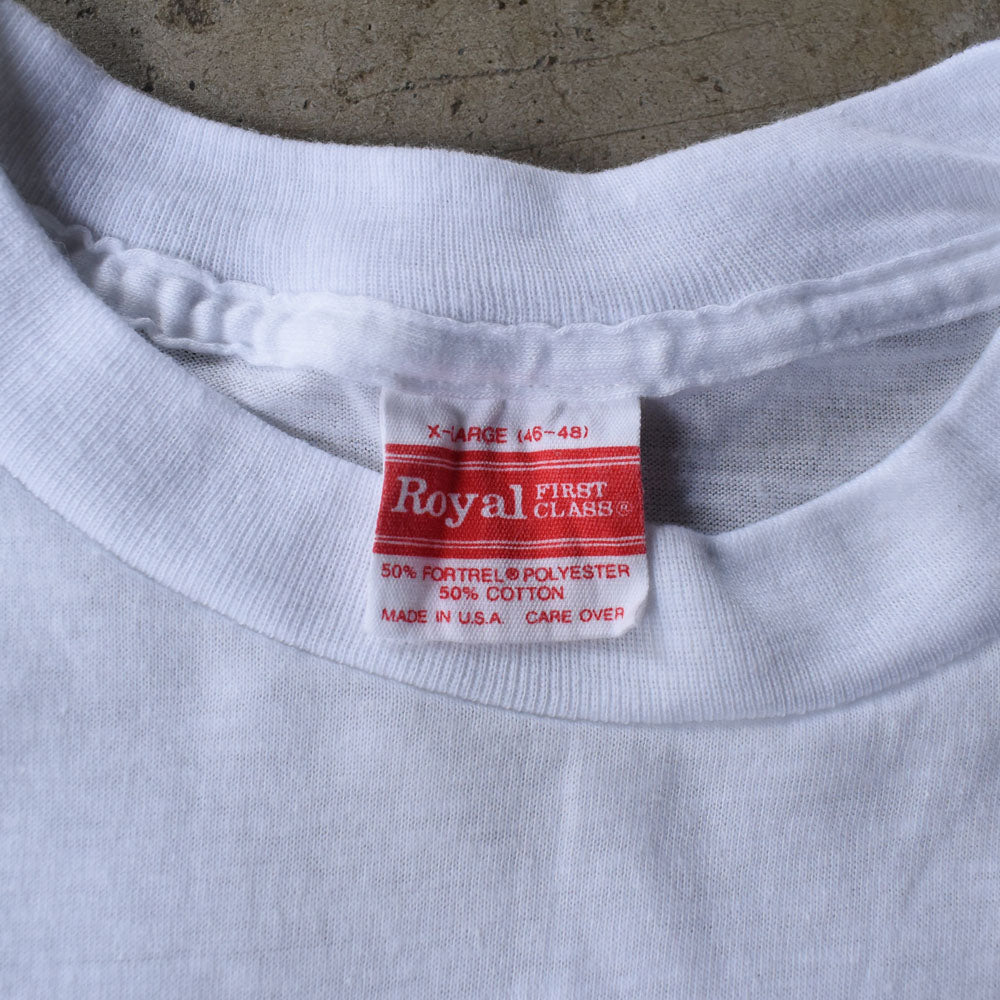 X-LARGE (46-48)
Royal FIRST CLASS®
50% FORTREL® POLYESTER
50% COTTON
MADE IN U.S.A. CARE OVER